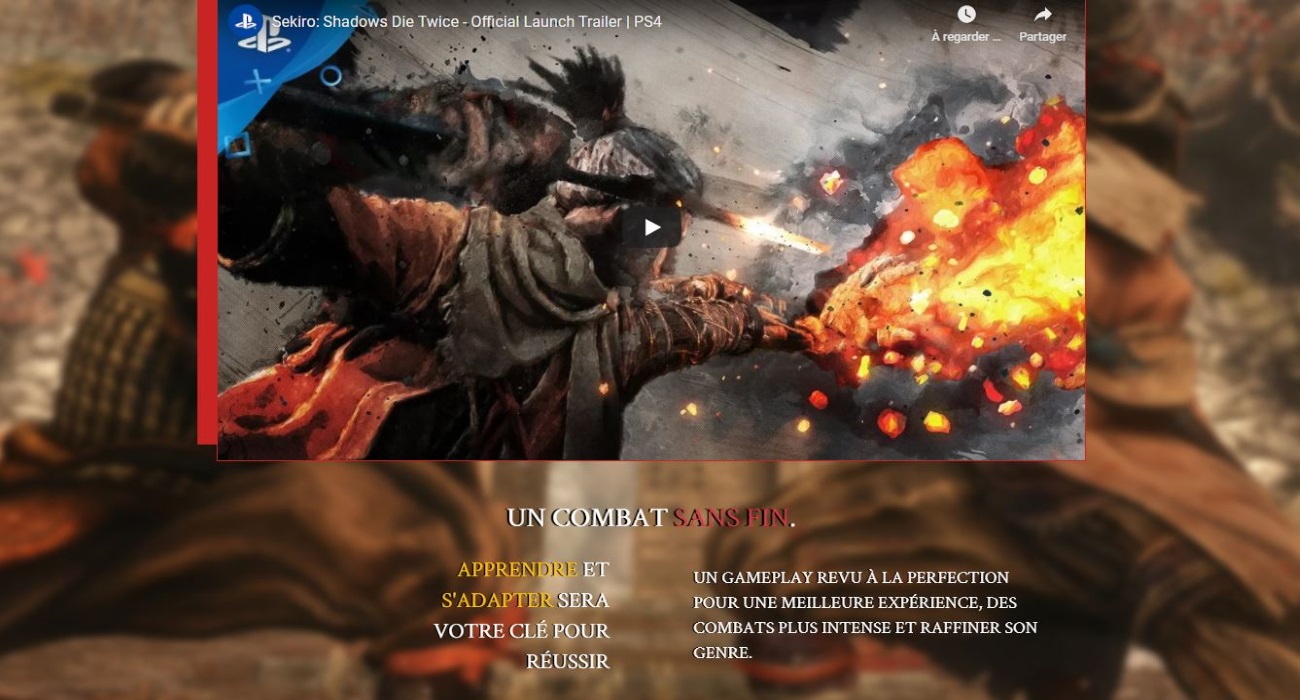 Sekiro: Shadows Die Twice - Official Launch Trailer | PS4
À regarder ...
Partager
UN COMBAT SANS FIN.
APPRENDRE ET
S'ADAPTER SERA
VOTRE CLÉ POUR
RÉUSSIR
UN GAMEPLAY REVU À LA PERFECTION
POUR UNE MEILLEURE EXPÉRIENCE, DES
COMBATS PLUS INTENSE ET RAFFINER SON
GENRE.